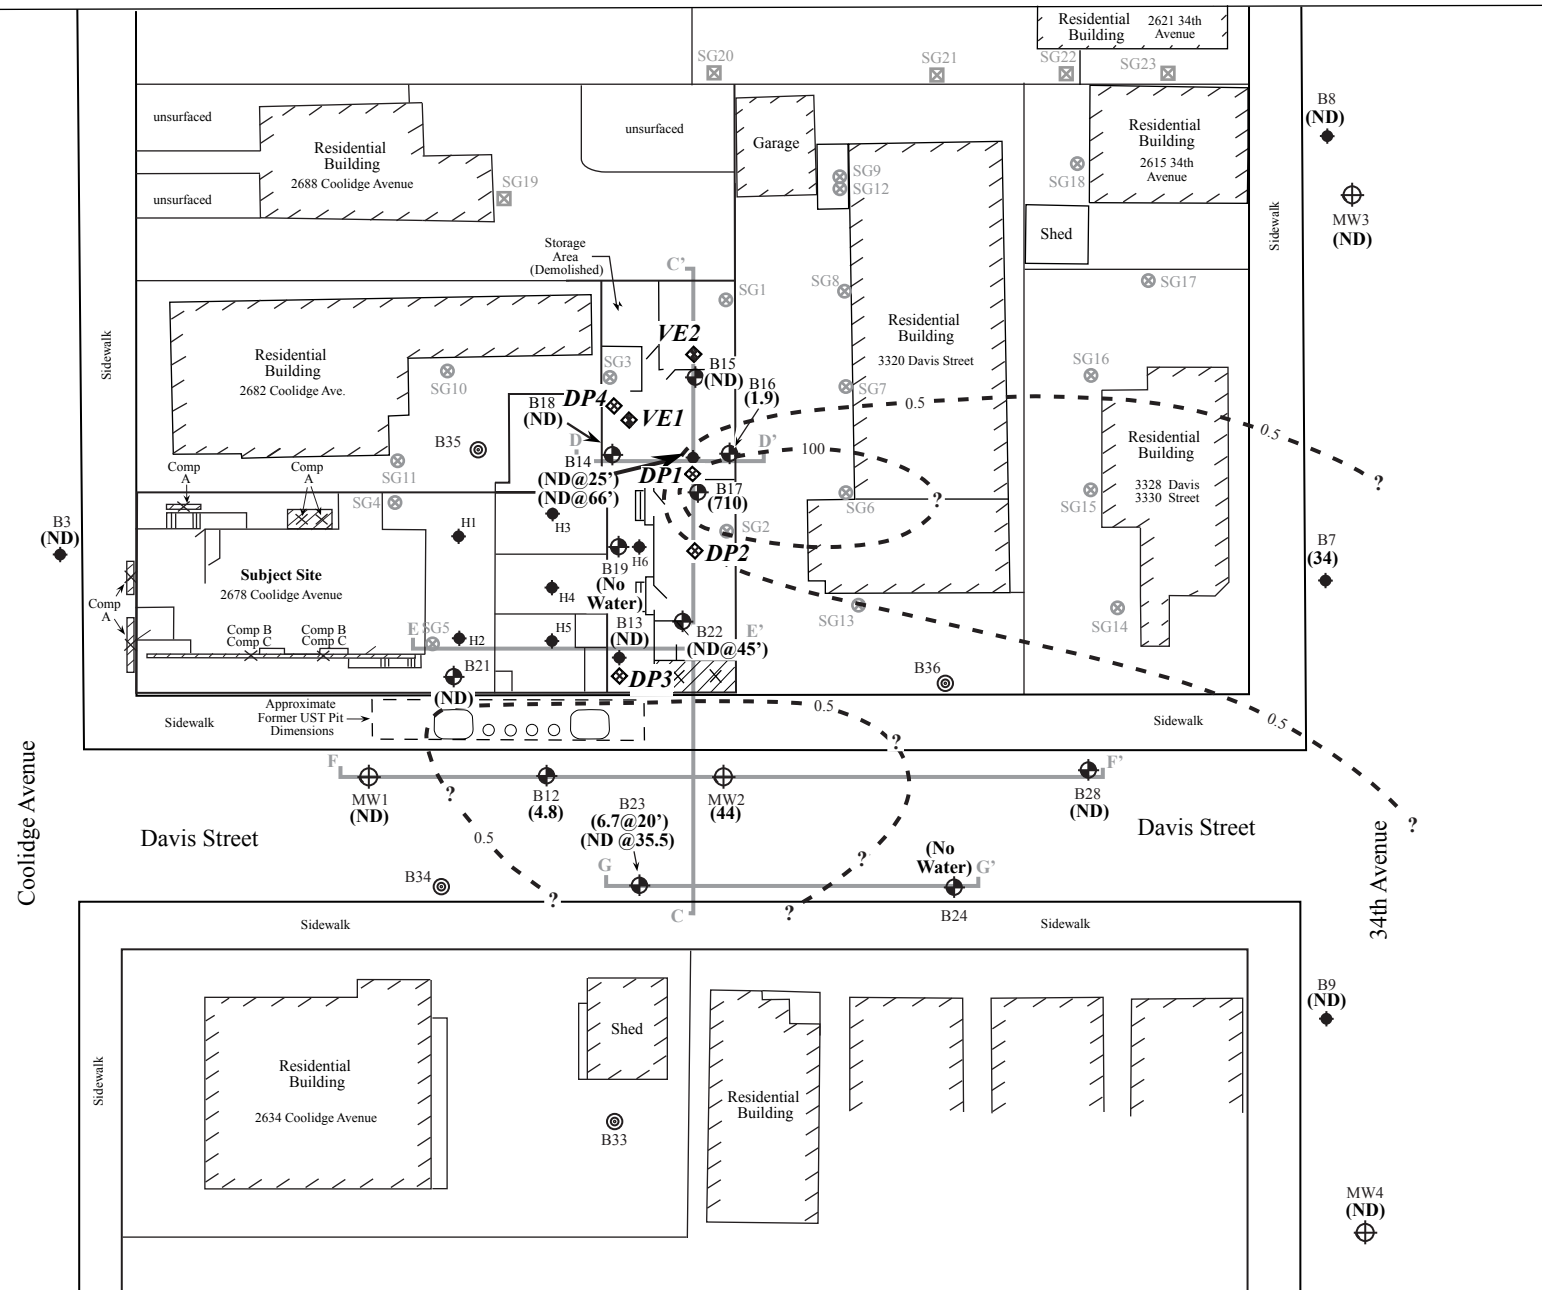 Residential
Building
2621 34th
Avenue
SG20
SG21
SG22
SG23
B8
(ND)
unsurfaced
Residential
Building
2688 Coolidge Avenue
unsurfaced
unsurfaced
Garage
SG9
SG12
SG18
Residential
Building
2615 34th
Avenue
SG19
MW3
(ND)
Sidewalk
Shed
Storage
Area
(Demolished)
C'
SG1
SG8
SG17
Sidewalk
Residential
Building
2682 Coolidge Ave.
SG10
VE2
SG3
B15
(ND)
B16
(1.9)
Residential
Building
3320 Davis Street
SG7
SG16
0.5
0.5
DP4
VE1
B18
(ND)
B35
D
D'
100
B14
(ND@25')
(ND@66')
DP1
B17
(710)
?
?
Residential
Building
3328 Davis
3330 Street
SG15
SG11
Comp
A
Comp
A
SG4
SG6
SG2
DP2
H1
H3
H6
B19
(No
Water)
B3
(ND)
B7
(34)
Subject Site
2678 Coolidge Avenue
Comp
A
H4
SG13
SG14
Comp B
Comp C
Comp B
Comp C
E
SG5
H2
H5
B13
(ND)
E'
B22
(ND@45')
B21
(ND)
DP3
B36
Sidewalk
Approximate
Former UST Pit
Dimensions
0.5
0.5
Sidewalk
?
F
F'
MW1
(ND)
?
B12
(4.8)
MW2
(44)
B28
(ND)
B23
(6.7@20')
(ND @35.5)
Coolidge Avenue
Davis Street
0.5
Davis Street
?
?
(No
Water)
G
G'
B34
B24
?
?
C
34th Avenue
Sidewalk
Sidewalk
B9
(ND)
Sidewalk
Shed
Residential
Building
2634 Coolidge Avenue
Residential
Building
B33
MW4
(ND)